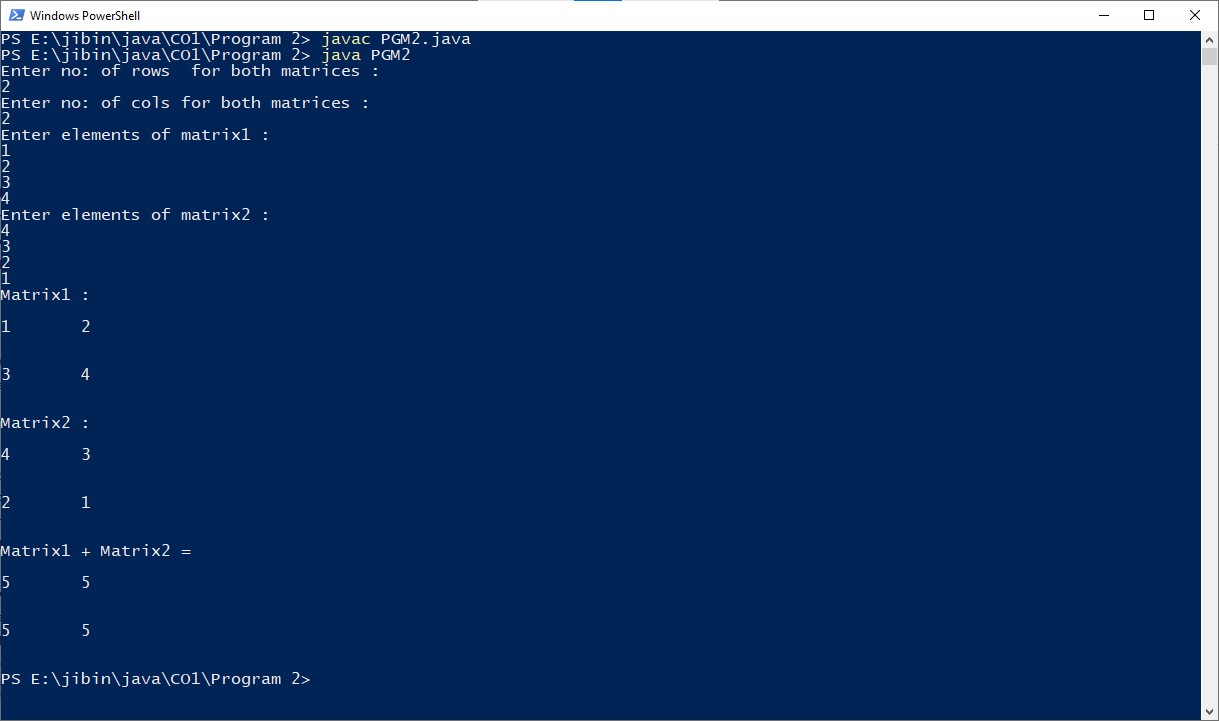 Windows PowerShell
PS E:\jibin\java\CO1\Program 2> javac PGM2.java
PS E:\jibin\java\CO1\Program 2> java PGM2
Enter no: of rows  for both matrices :
2
Enter no: of cols for both matrices :
2
Enter elements of matrix1 :
1
2
3
4
Enter elements of matrix2 :
4
3
2
1
Matrix1 :
1       2
3       4
Matrix2 :
4       3
2       1
Matrix1 + Matrix2 =
5       5
5       5
PS E:\jibin\java\CO1\Program 2>